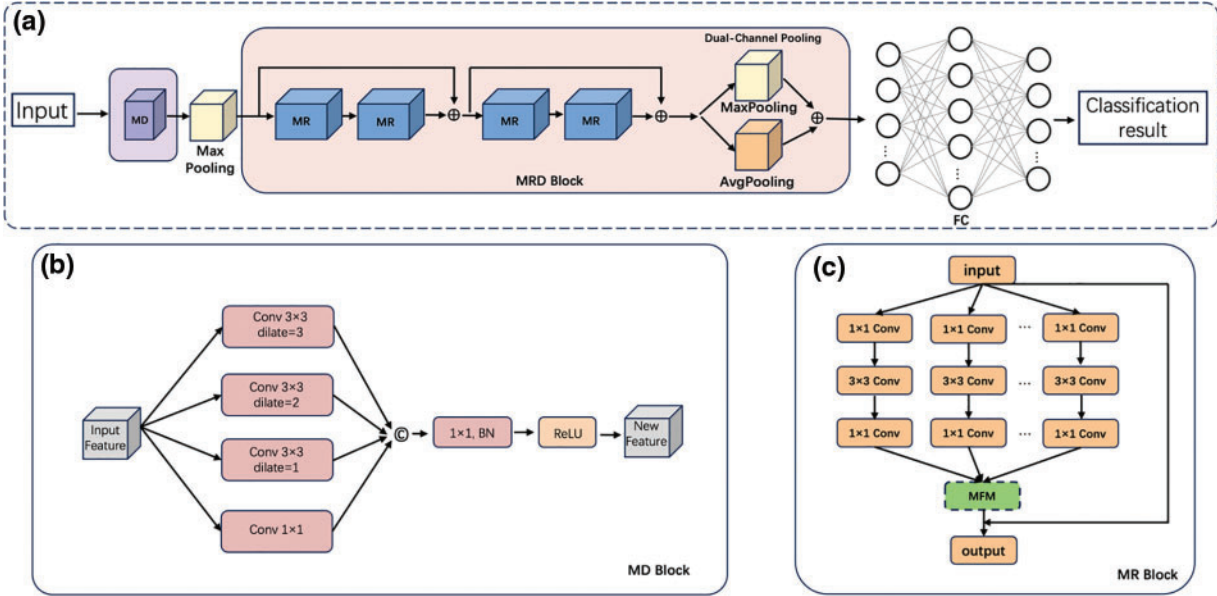 (a)
Dual-Channel Pooling
Input
MD
Max
Pooling
MR
MR
⊕
MR
MR
⊕
MaxPooling
AvgPooling
⊕
MRD Block
FC
Classification
result
(b)
Conv 3×3
dilate=3
Conv 3×3
dilate=2
Conv 3×3
dilate=1
Conv 1×1
Input
Feature
©
1×1, BN
ReLU
New
Feature
MD Block
(c)
input
1×1 Conv
1×1 Conv
...
1×1 Conv
3×3 Conv
3×3 Conv
...
3×3 Conv
1×1 Conv
1×1 Conv
...
1×1 Conv
MFM
output
MR Block